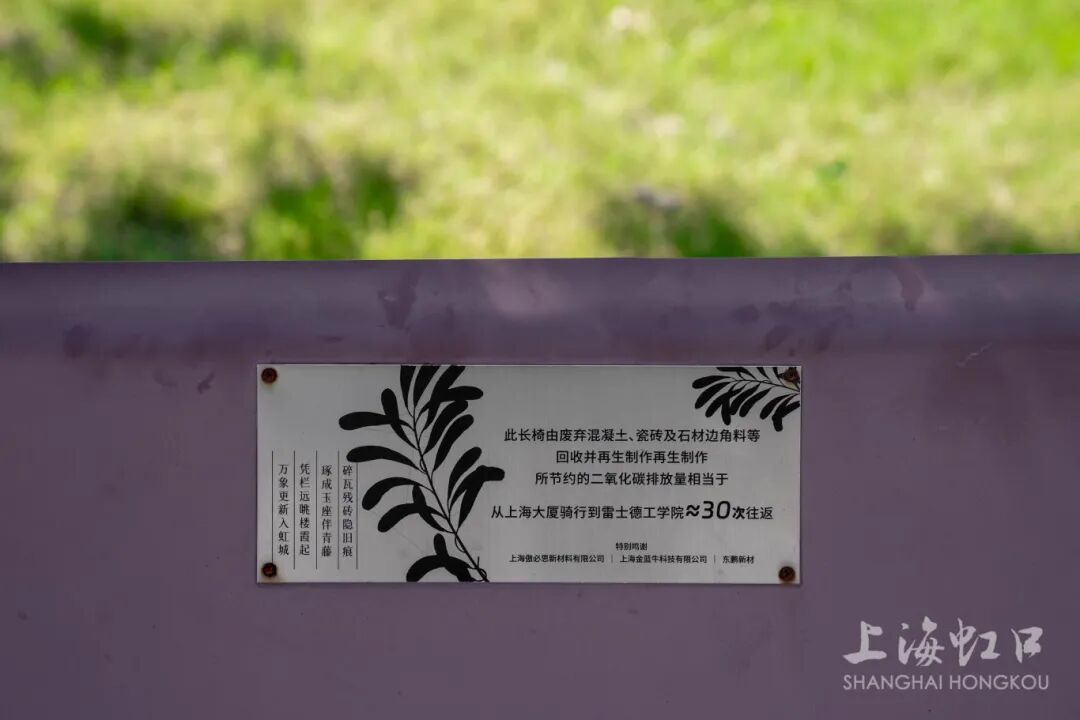 碎瓦残砖隐旧痕
琢成玉座伴青藤
凭栏远眺楼霞起
万象更新入虹城
此长椅由废弃混凝土、瓷砖及石材边角料等
回收并再生制作再生制作
所节约的二氧化碳排放量相当于
从上海大厦骑行到雷士德工学院≈30次往返
特别鸣谢
上海傲必思新材料有限公司｜上海金蓝牛科技有限公司｜东鹏新材
上海虹口
SHANGHAI HONGKOU